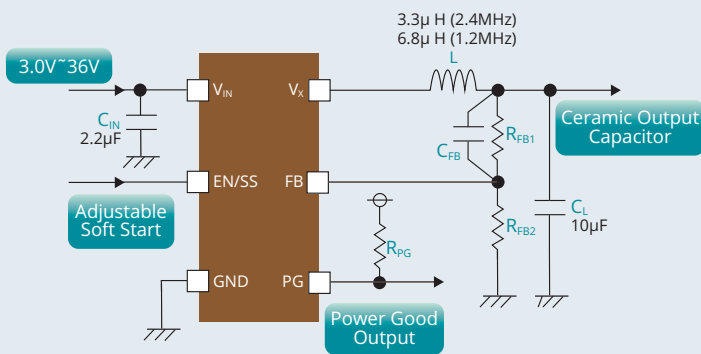 3.3μ H (2.4MHz)
6.8μ H (1.2MHz)
L
3.0V~36V
VIN
VX
CIN
2.2μF
CFB
RFB1
Ceramic Output
Capacitor
EN/SS
FB
Adjustable
Soft Start
RPG
RFB2
CL
10μF
GND
PG
Power Good
Output